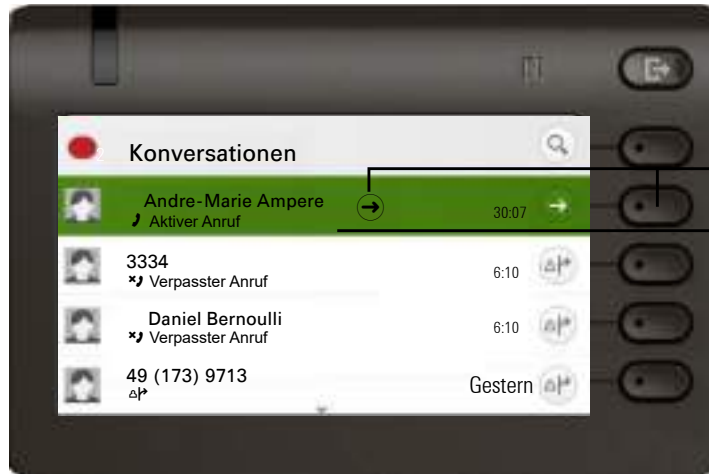 Konversationen
Andre-Marie Ampere
Aktiver Anruf
30:07
3334
Verpasster Anruf
6:10
Daniel Bernoulli
Verpasster Anruf
6:10
49 (173) 9713
Gestern